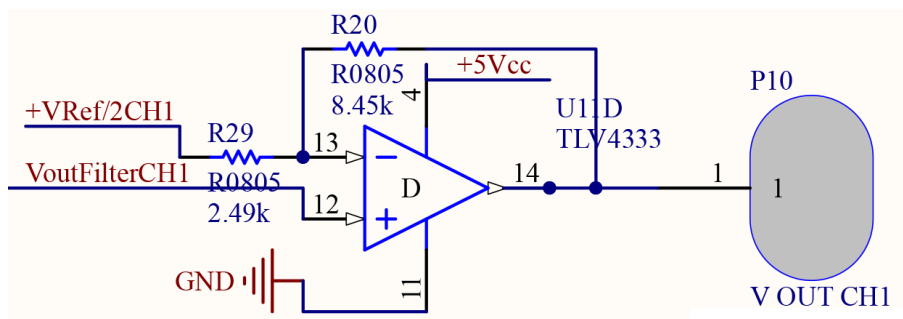 R20
R0805
8.45k
+5Vcc
4
P10
+VRef/2CH1
R29
13
U11D
TLV4333
VoutFilterCH1
R0805
2.49k
12
D
14
1
1
GND
11
V OUT CH1